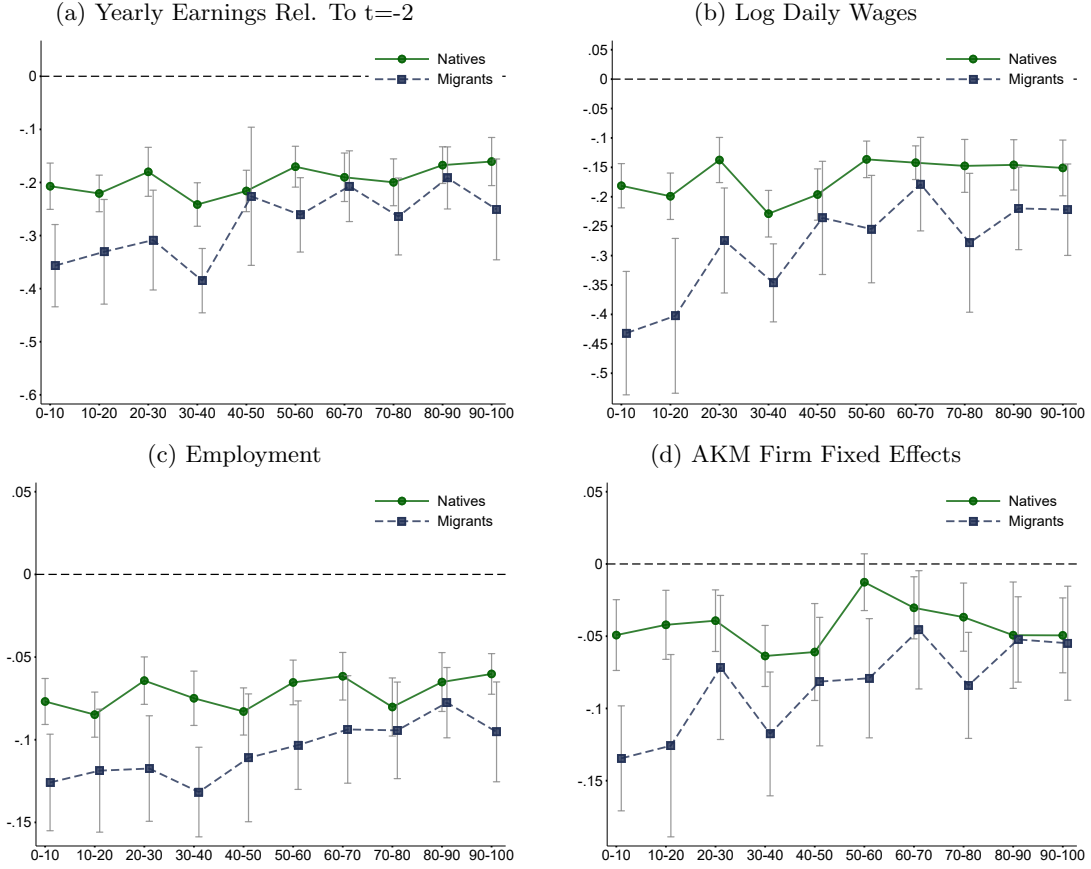 (a) Yearly Earnings Rel. To t=-2
Natives
Migrants
0
-.1
-.2
-.3
-.4
-.5
-.6
0-10 10-20 20-30 30-40 40-50 50-60 60-70 70-80 80-90 90-100
(b) Log Daily Wages
Natives
Migrants
.05
0
-.05
-.1
-.15
-.2
-.25
-.3
-.35
-.4
-.45
-.5
0-10 10-20 20-30 30-40 40-50 50-60 60-70 70-80 80-90 90-100
(c) Employment
Natives
Migrants
.05
0
-.05
-.1
-.15
0-10 10-20 20-30 30-40 40-50 50-60 60-70 70-80 80-90 90-100
(d) AKM Firm Fixed Effects
Natives
Migrants
.05
0
-.05
-.1
-.15
0-10 10-20 20-30 30-40 40-50 50-60 60-70 70-80 80-90 90-100